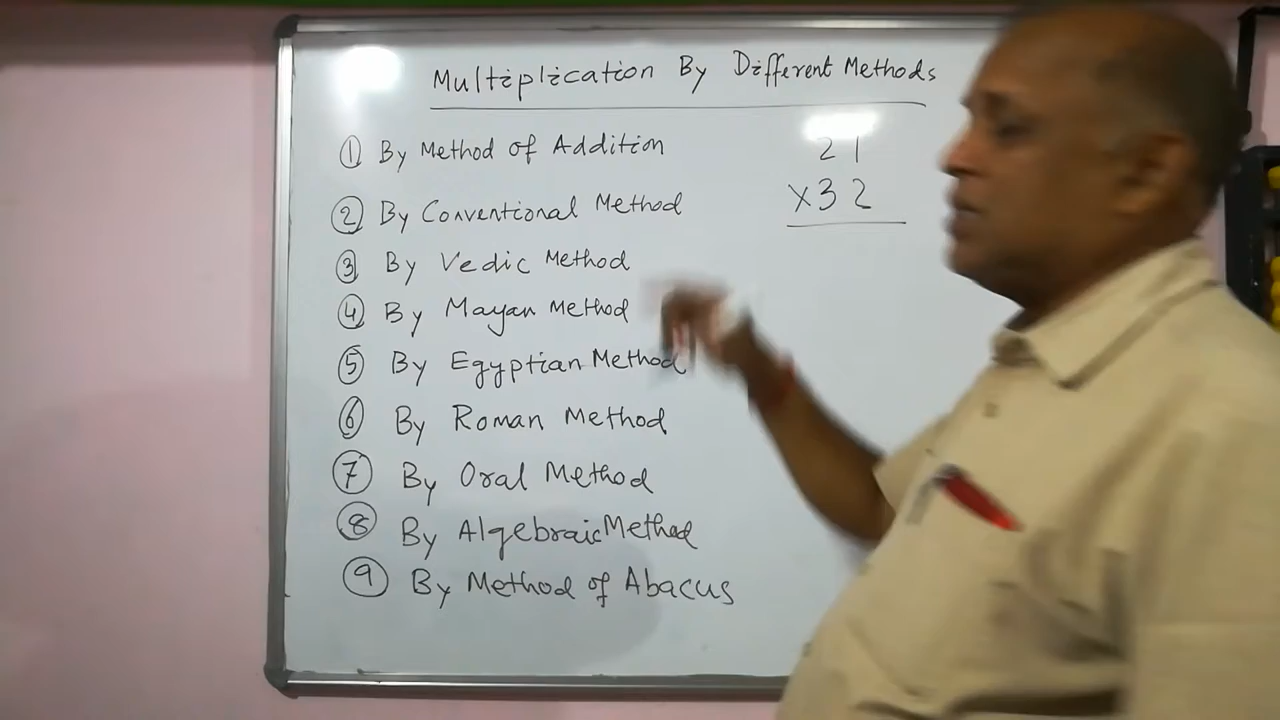 Multiplication By Different Methods
① By Method of Addition
② By Conventional Method
③ By Vedic Method
④ By Mayan Method
⑤ By Egyptian Method
⑥ By Roman Method
⑦ By Oral Method
⑧ By Algebraic Method
⑨ By Method of Abacus
21
×32